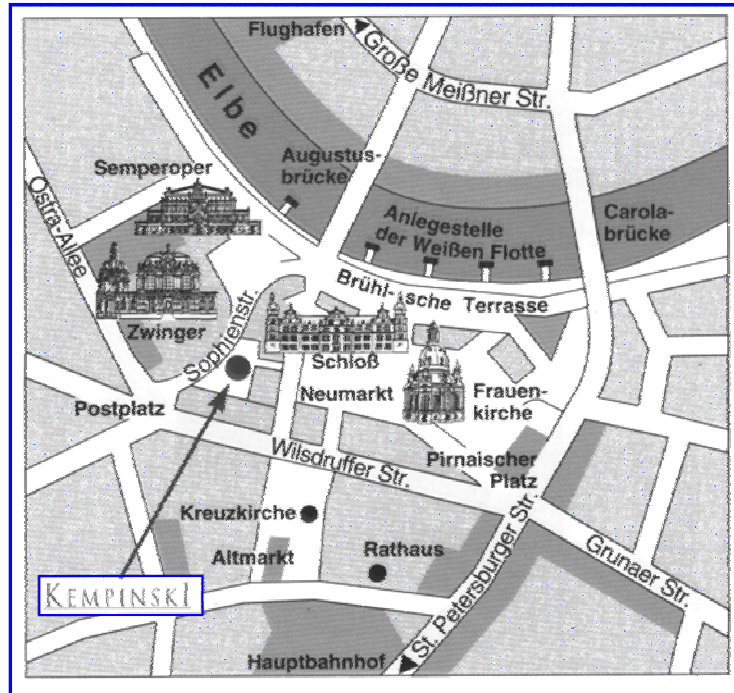 Flughafen
Große Meißner Str.
Elbe
Semperoper
Augustus-
brücke
Ostra-Allee
Anlegestelle
der Weißen Flotte
Carola-
brücke
Brühl-
sche Terrasse
Zwinger
Sophienstr.
Schloß
Neumarkt
Frauen-
kirche
Postplatz
Wilsdruffer Str.
Pirnaischer
Platz
Kreuzkirche
Altmarkt
Rathaus
Grunaer Str.
KEMPINSKI
St. Petersburger Str.
Hauptbahnhof